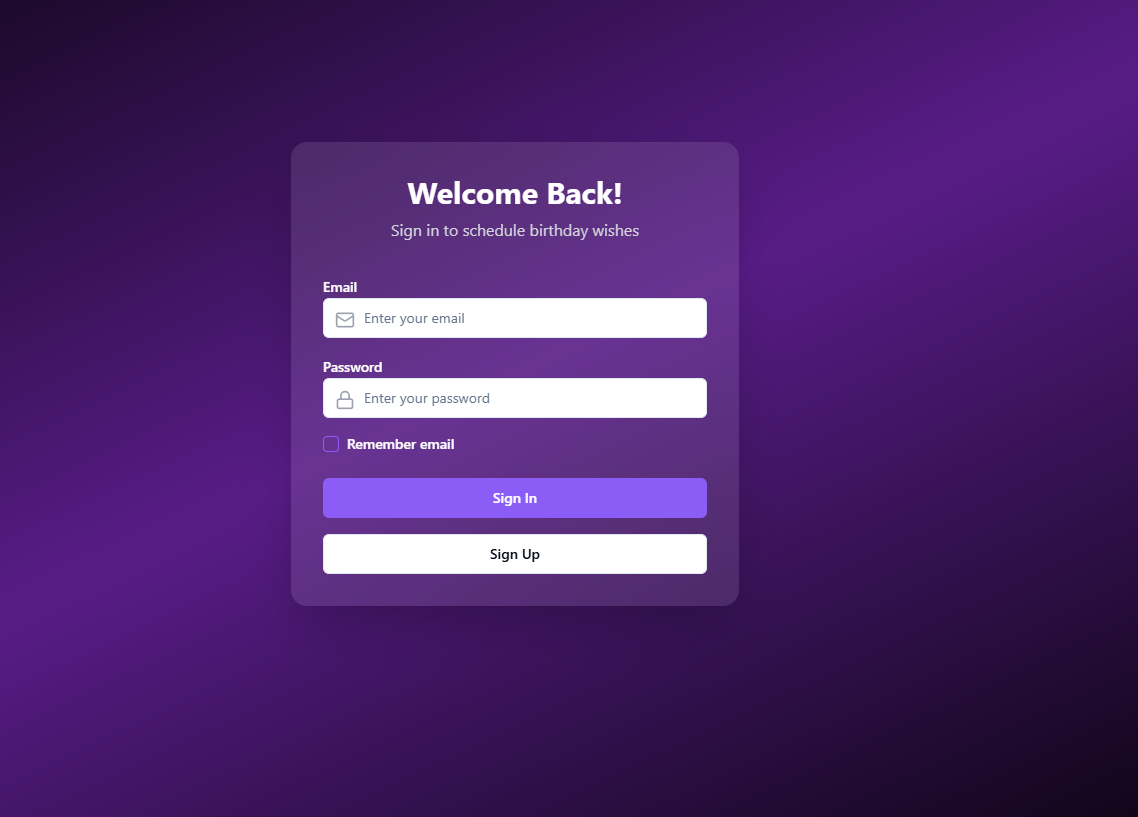 Welcome Back!
Sign in to schedule birthday wishes
Email
Enter your email
Password
Enter your password
Remember email
Sign In
Sign Up